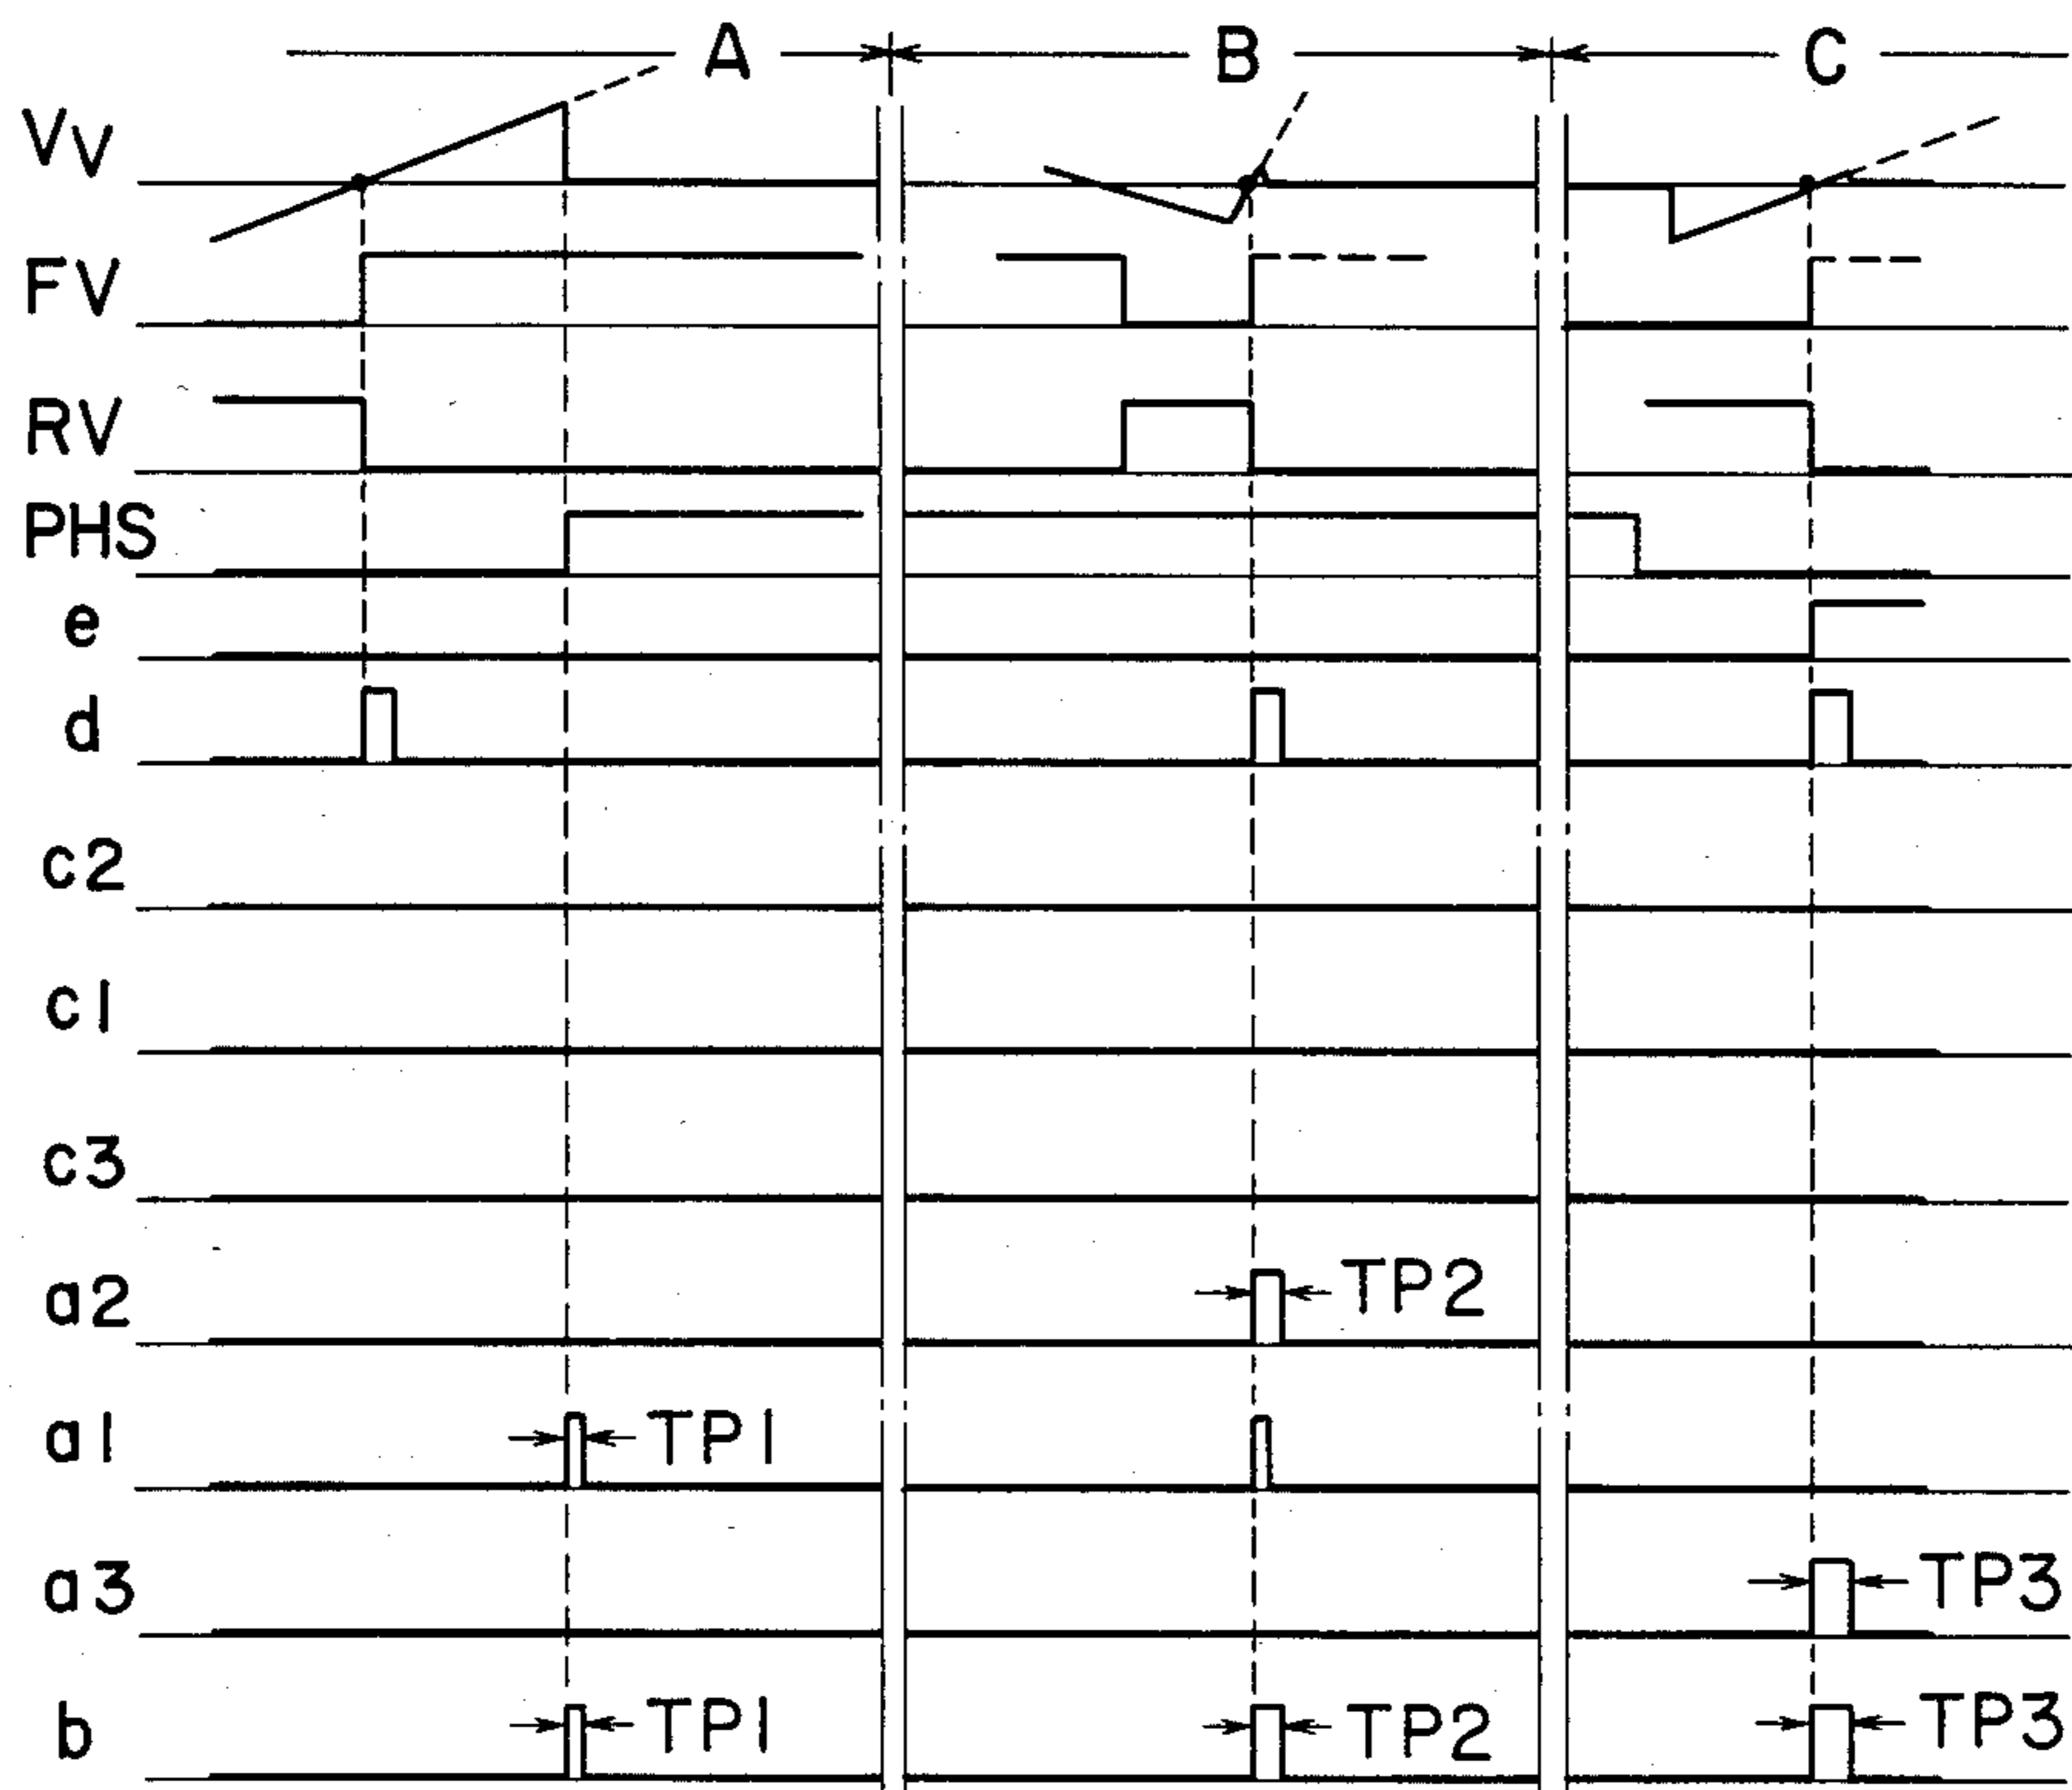 A B C
Vv
FV
RV
PHS
e
d
c2
c1
c3
a2 TP2
a1 TP1
a3 TP3
b TP1 TP2 TP3